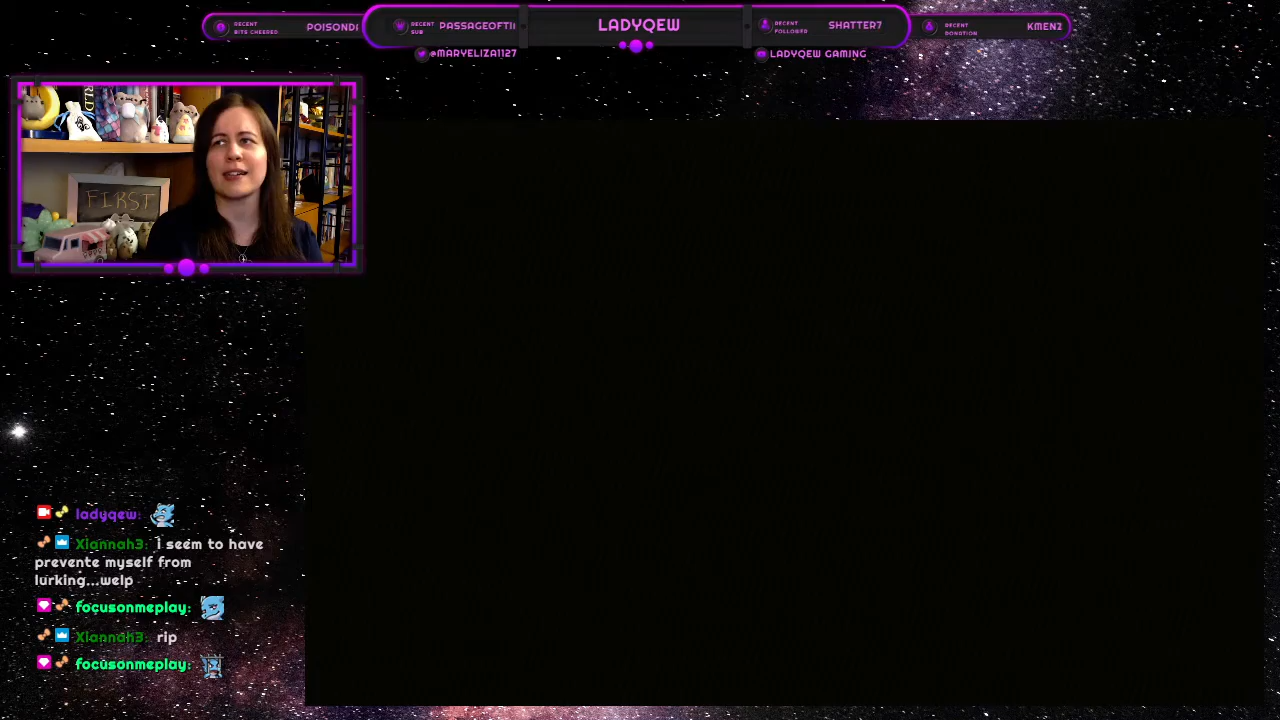 RECENT
BITS CHEERED
POISOND
RECENT
SUB
PASSAGEOFTI
LADYQEW
RECENT
FOLLOWER
SHATTER7
RECENT
DONATION
KMEN2
@MARYELIZA1127
LADYQEW GAMING
FIRST
ladyqew:
Xiannah3: i seem to have
prevente myself from
lurking...welp
focusonmeplay:
Xiannah3: rip
focusonmeplay: